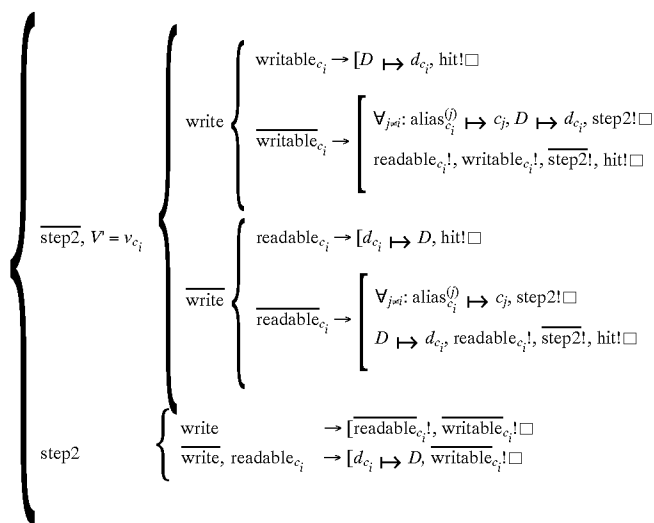 writable_{c_i} → [D ↦ d_{c_i}, hit!□
write
\overline{writable}_{c_i} → [∀_{j≠i}: alias_{c_i}^{(j)} ↦ c_j, D ↦ d_{c_i}, step2!□
readable_{c_i}!, writable_{c_i}!, \overline{step2}!, hit!□
\overline{step2}, V' = v_{c_i}
readable_{c_i} → [d_{c_i} ↦ D, hit!□
\overline{write}
\overline{readable}_{c_i} → [∀_{j≠i}: alias_{c_i}^{(j)} ↦ c_j, step2!□
D ↦ d_{c_i}, readable_{c_i}!, \overline{step2}!, hit!□
write → [\overline{readable}_{c_i}!, \overline{writable}_{c_i}!□
step2
\overline{write}, readable_{c_i} → [d_{c_i} ↦ D, \overline{writable}_{c_i}!□